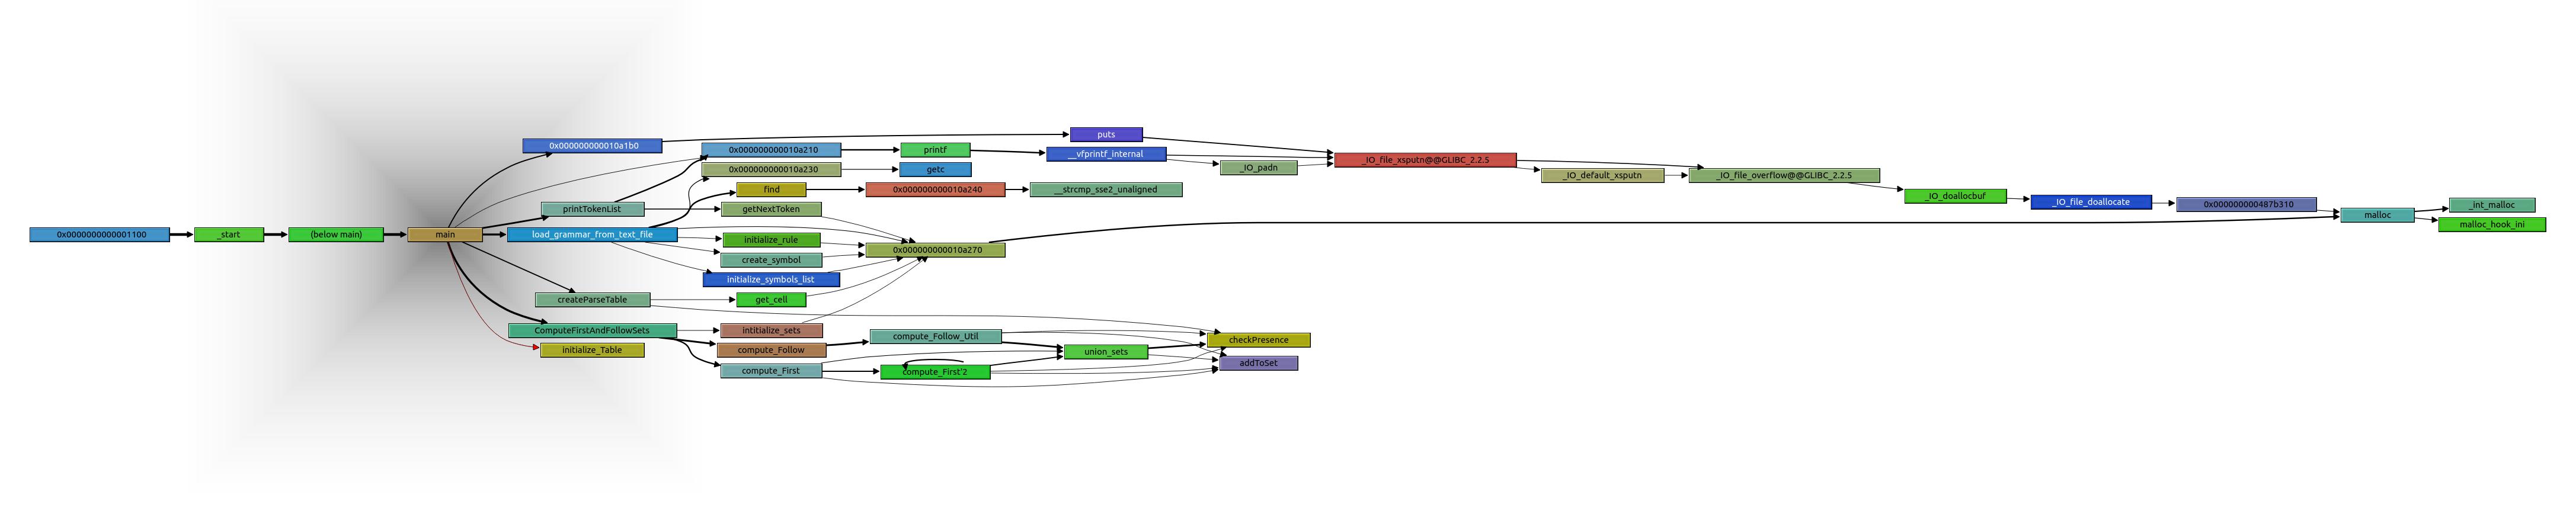 0x0000000000001100
_start
(below main)
main
0x000000000010a1b0
printTokenList
load_grammar_from_text_file
createParseTable
ComputeFirstAndFollowSets
initialize_Table
0x000000000010a210
0x000000000010a230
find
getNextToken
initialize_rule
create_symbol
initialize_symbols_list
get_cell
intitialize_sets
compute_Follow
compute_First
printf
getc
0x000000000010a240
0x000000000010a270
compute_Follow_Util
compute_First'2
puts
__vfprintf_internal
__strcmp_sse2_unaligned
union_sets
_IO_padn
checkPresence
addToSet
_IO_file_xsputn@@GLIBC_2.2.5
_IO_default_xsputn
_IO_file_overflow@@GLIBC_2.2.5
_IO_doallocbuf
_IO_file_doallocate
0x000000000487b310
malloc
_int_malloc
malloc_hook_ini